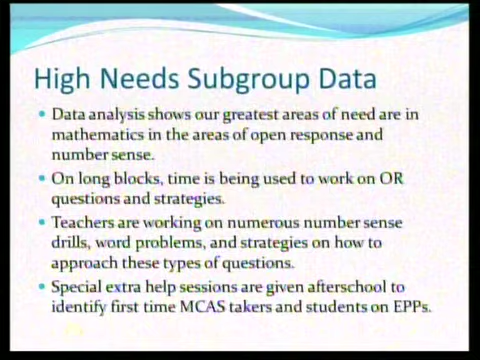 High Needs Subgroup Data
• Data analysis shows our greatest areas of need are in
mathematics in the areas of open response and
number sense.
• On long blocks, time is being used to work on OR
questions and strategies.
• Teachers are working on numerous number sense
drills, word problems, and strategies on how to
approach these types of questions.
• Special extra help sessions are given afterschool to
identify first time MCAS takers and students on EPPs.